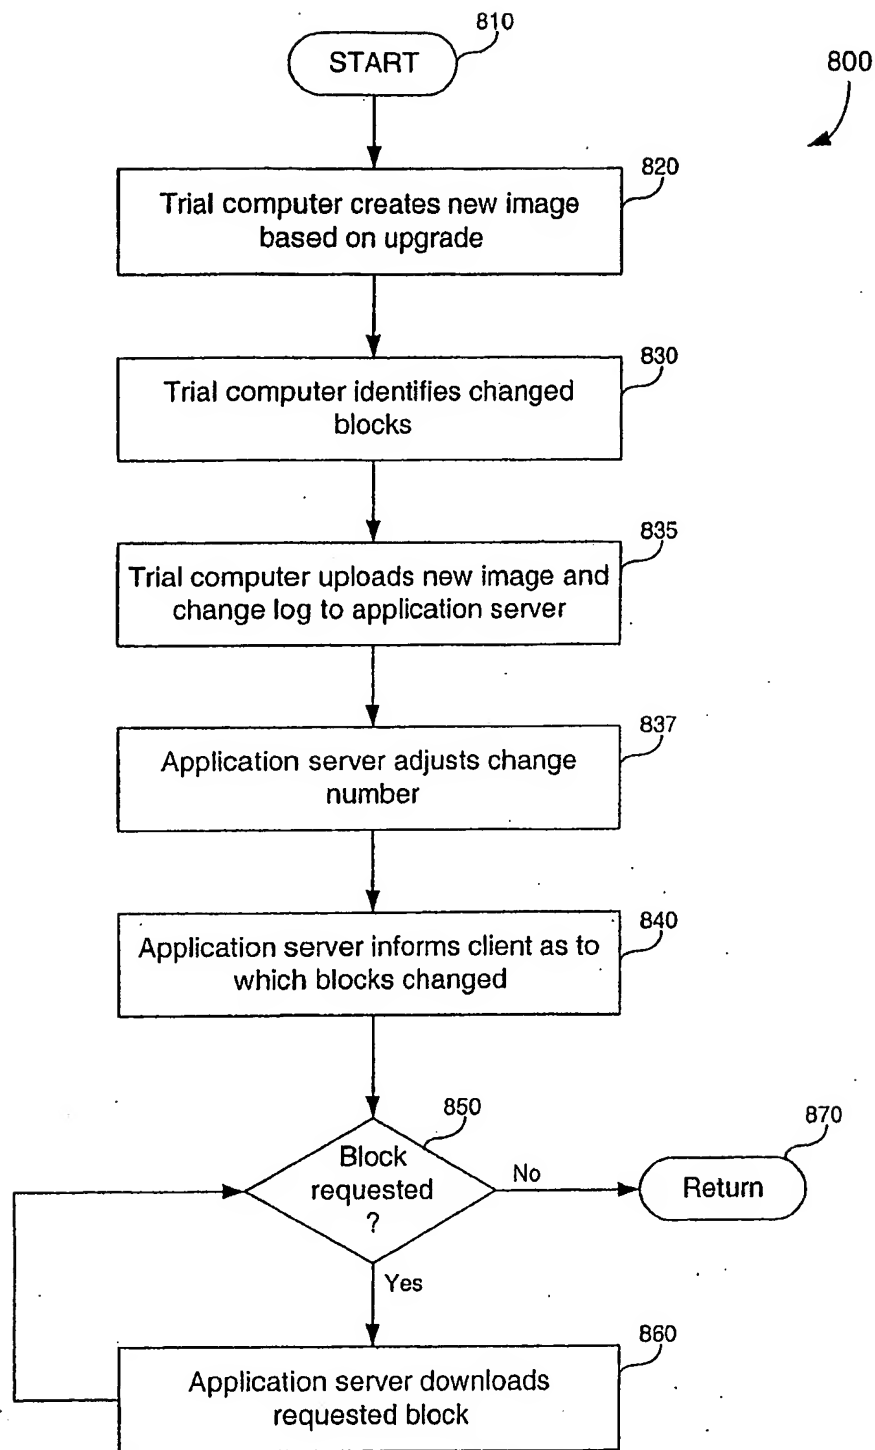 810
START
800
820
Trial computer creates new image
based on upgrade
830
Trial computer identifies changed
blocks
835
Trial computer uploads new image and
change log to application server
837
Application server adjusts change
number
840
Application server informs client as to
which blocks changed
850
Block
requested
?
No
870
Return
Yes
860
Application server downloads
requested block